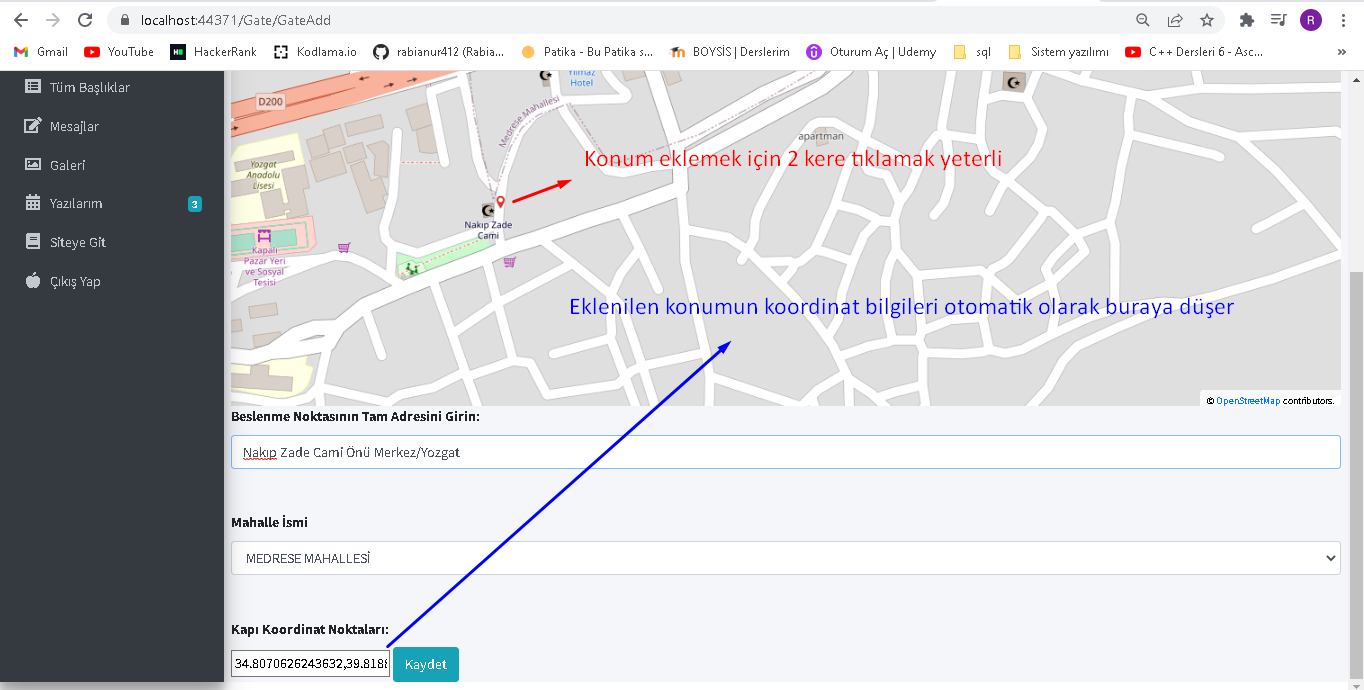 localhost:44371/Gate/GateAdd
R
Gmail
YouTube
HackerRank
Kodlama.io
rabianur412 (Rabia...
Patika - Bu Patika s...
BOYSİS | Derslerim
Oturum Aç | Udemy
sql
Sistem yazılımı
C++ Dersleri 6 - Asc...
»
Tüm Başlıklar
Mesajlar
Galeri
Yazılarım
3
Siteye Git
Çıkış Yap
Yılmaz
Hotel
D200
Medrese Mahallesi
apartman
Yozgat
Anadolu
Lisesi
Konum eklemek için 2 kere tıklamak yeterli
Nakıp Zade
Cami
Kapalı
Pazar Yeri
ve Sosyal
Tesisi
Eklenilen konumun koordinat bilgileri otomatik olarak buraya düşer
© OpenStreetMap contributors.
Beslenme Noktasının Tam Adresini Girin:
Nakıp Zade Cami Önü Merkez/Yozgat
Mahalle İsmi
MEDRESE MAHALLESİ
Kapı Koordinat Noktaları:
34.8070626243632,39.818
Kaydet